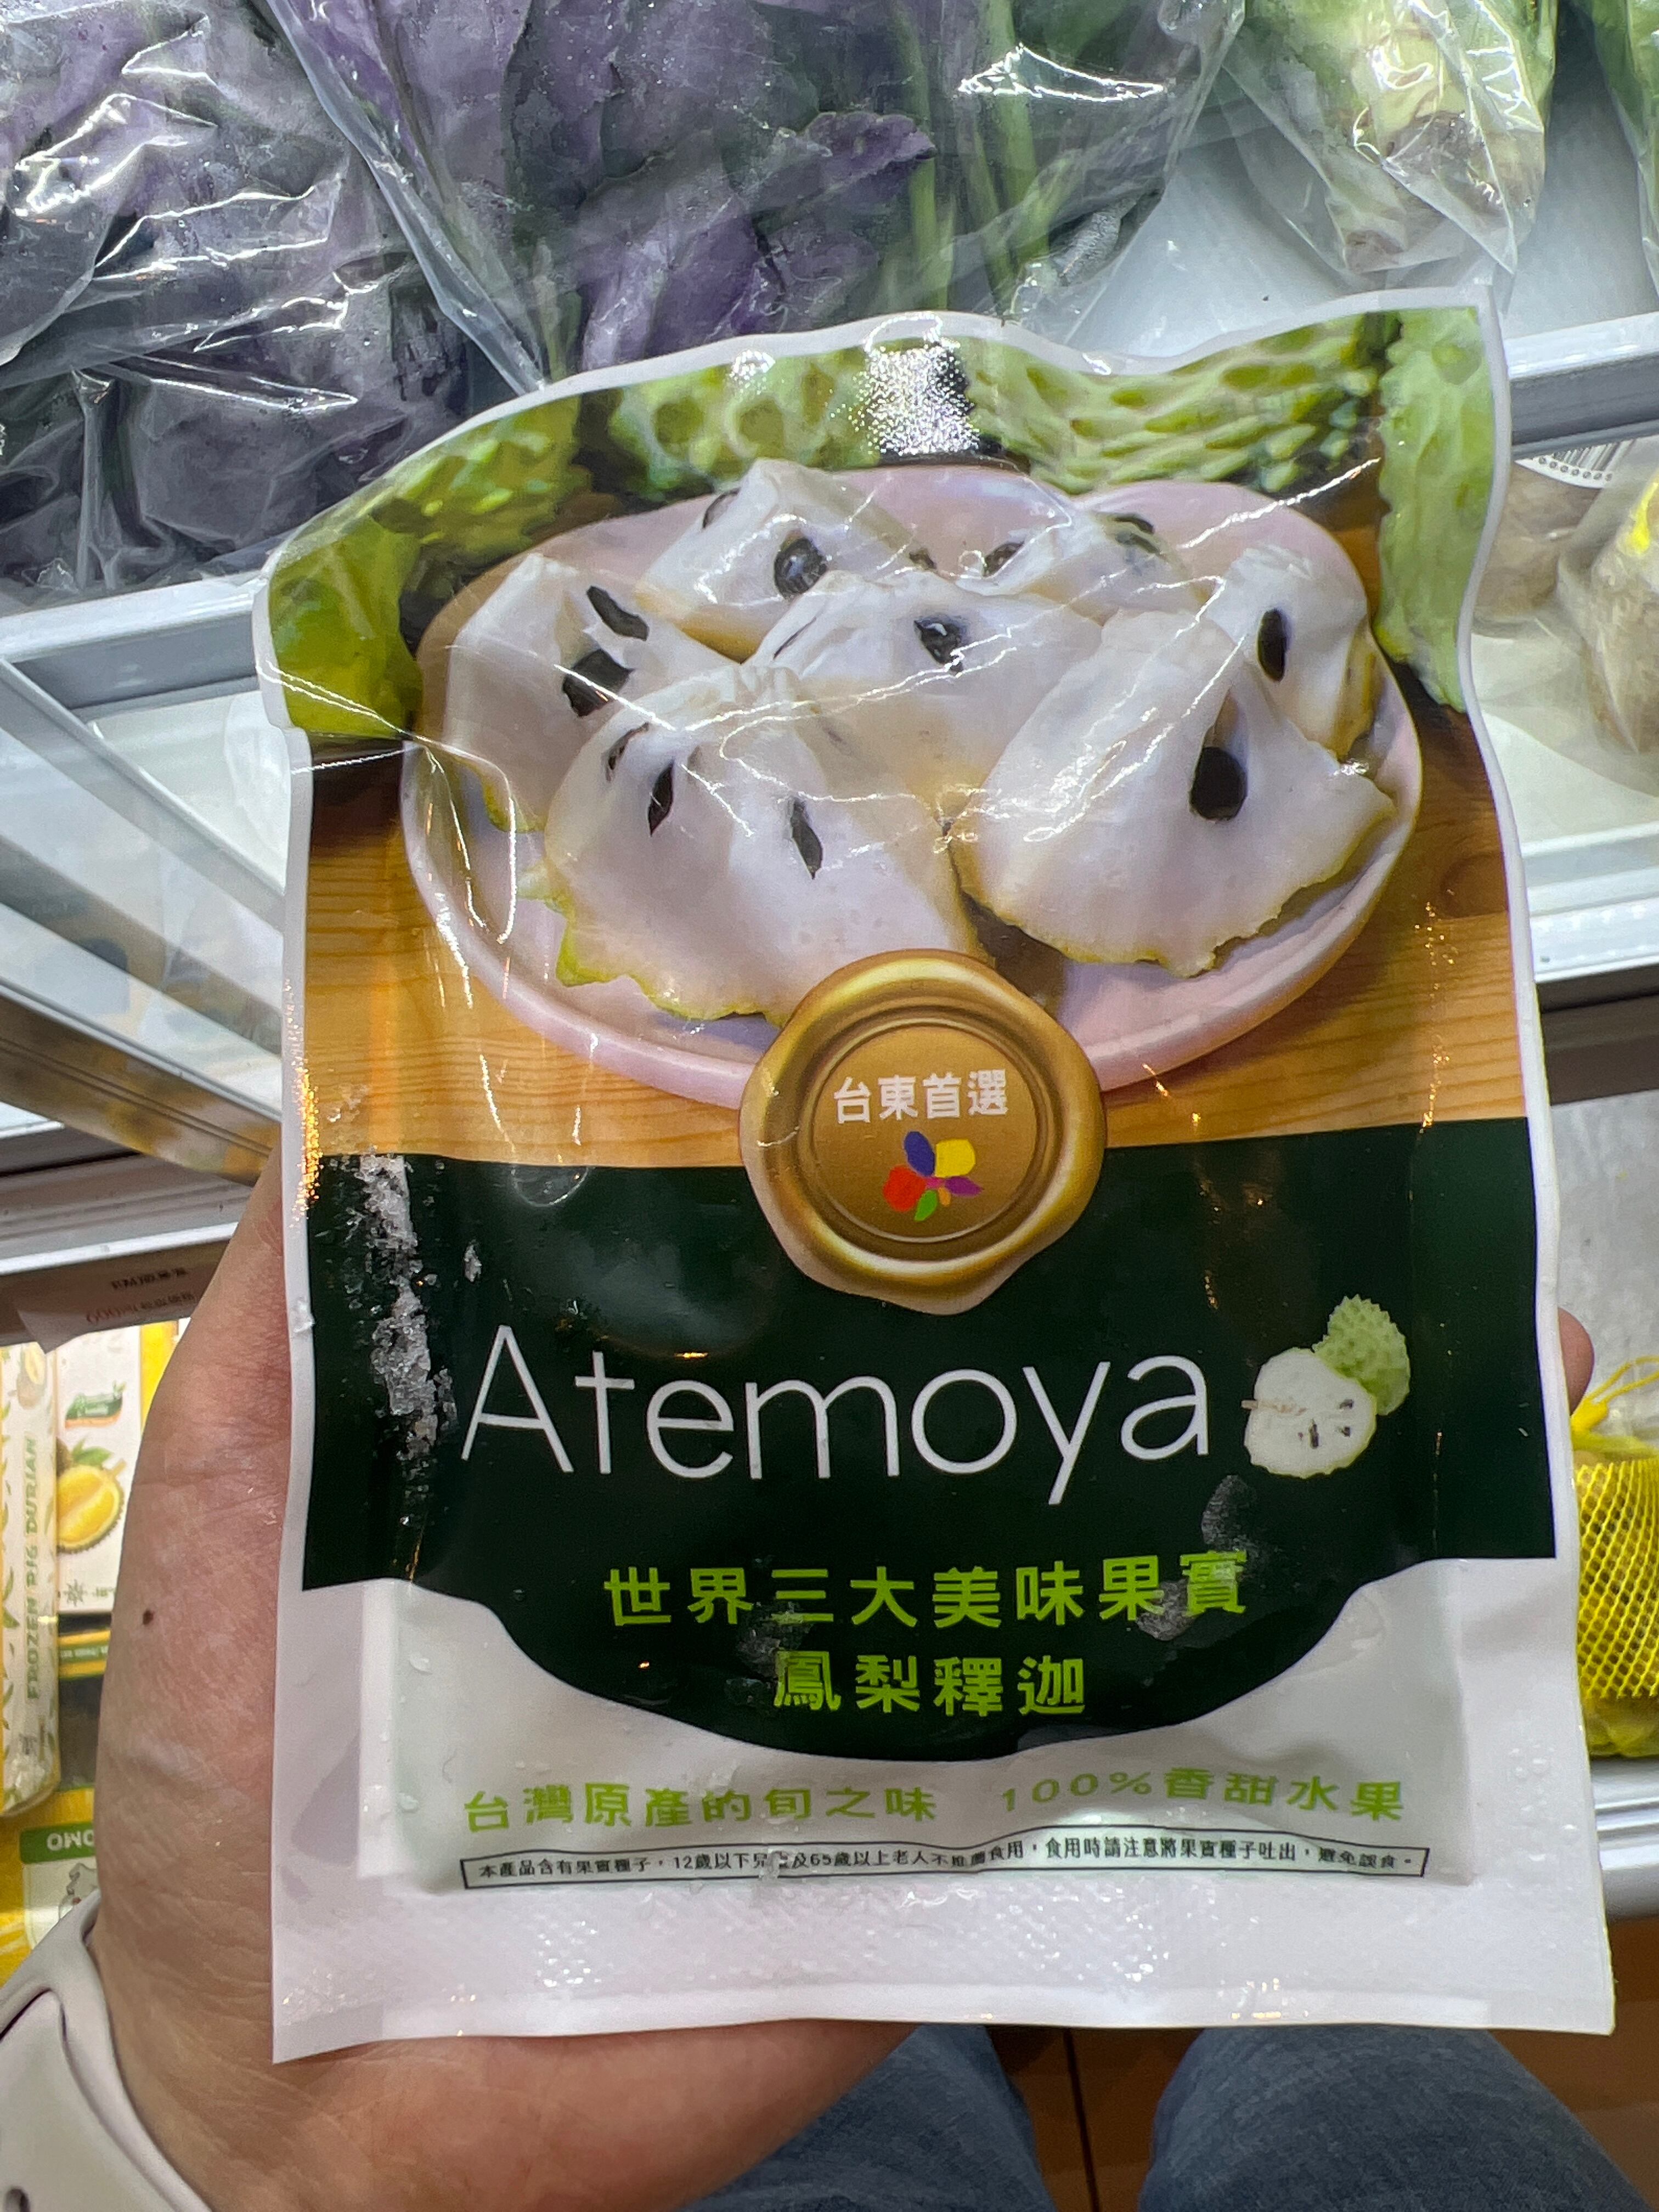 台東首選
Atemoya
世界三大美味果實
鳳梨釋迦
台灣原產的旬之味 100%香甜水果
本產品含有果實種子，12歲以下兒童及65歲以上老人不推薦食用，食用時請注意將果實種子吐出，避免誤食。
FROZEN DURIAN